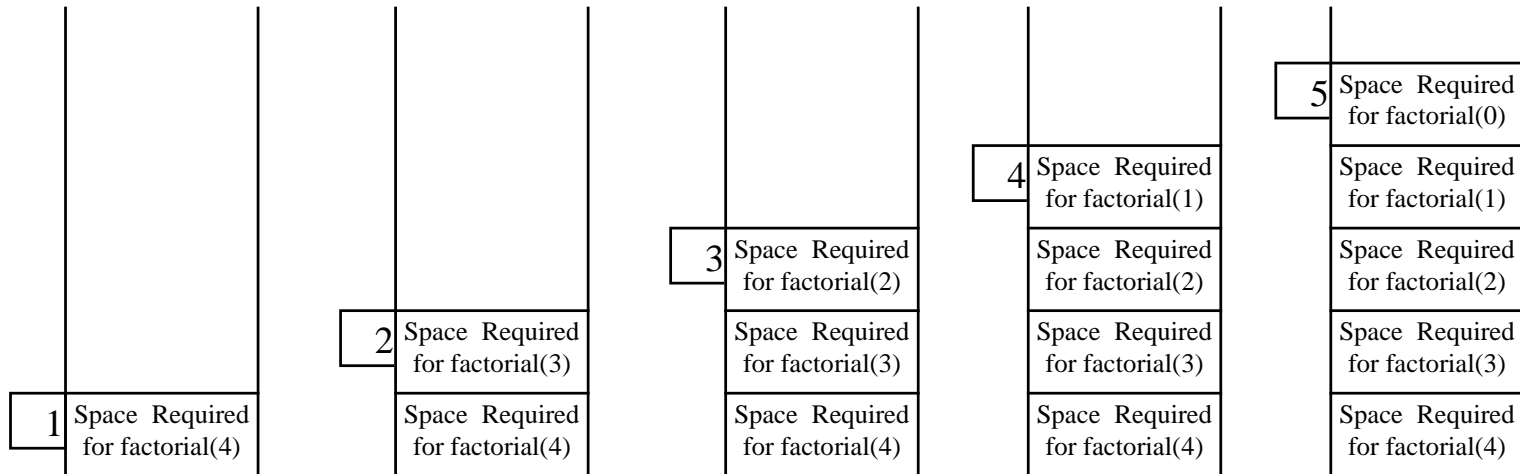 1
Space Required
for factorial(4)
2
Space Required
for factorial(3)
Space Required
for factorial(4)
3
Space Required
for factorial(2)
Space Required
for factorial(3)
Space Required
for factorial(4)
4
Space Required
for factorial(1)
Space Required
for factorial(2)
Space Required
for factorial(3)
Space Required
for factorial(4)
5
Space Required
for factorial(0)
Space Required
for factorial(1)
Space Required
for factorial(2)
Space Required
for factorial(3)
Space Required
for factorial(4)